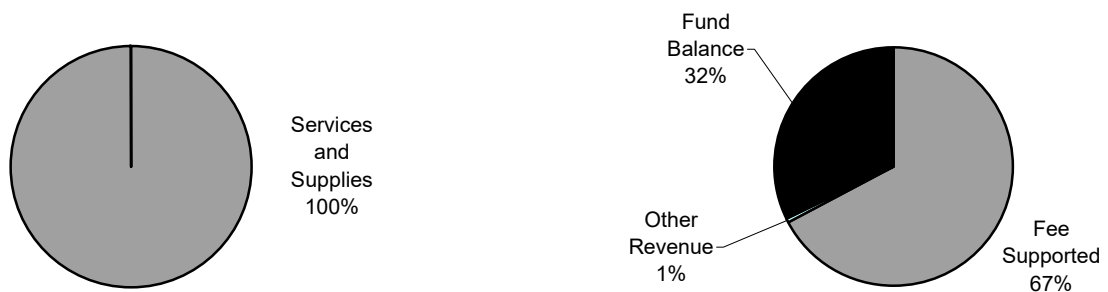 Services
and
Supplies
100%
Fund
Balance
32%
Other
Revenue
1%
Fee
Supported
67%